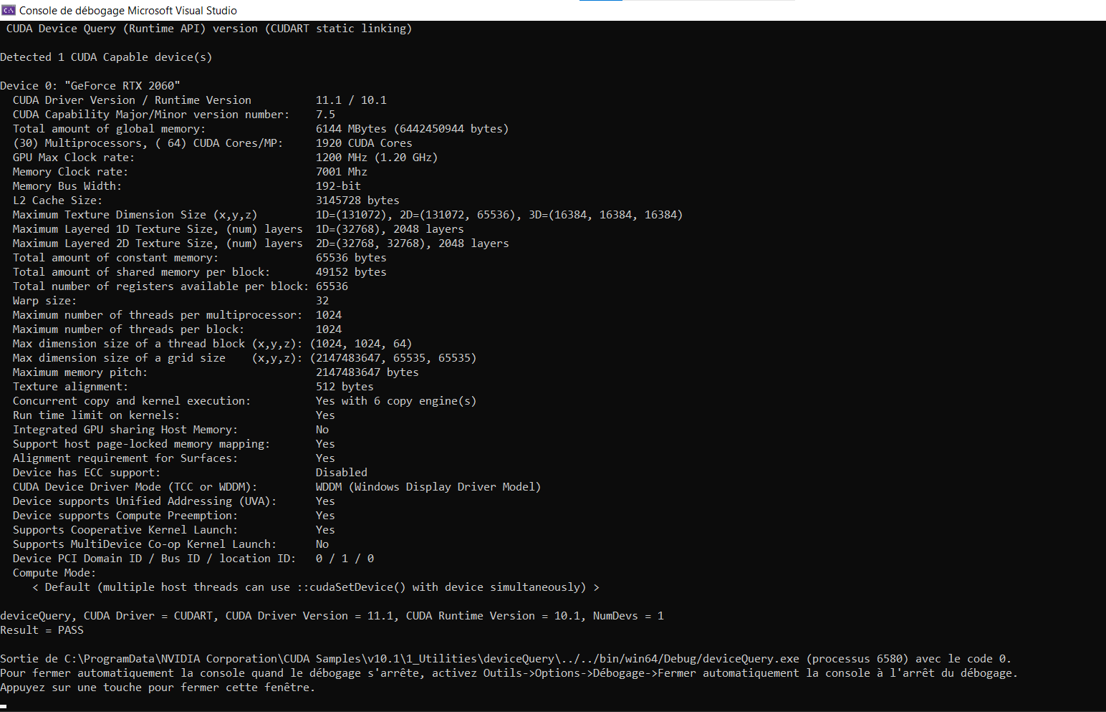 Console de débogage Microsoft Visual Studio
CUDA Device Query (Runtime API) version (CUDART static linking)
Detected 1 CUDA Capable device(s)
Device 0: "GeForce RTX 2060"
CUDA Driver Version / Runtime Version 11.1 / 10.1
CUDA Capability Major/Minor version number: 7.5
Total amount of global memory: 6144 MBytes (6442450944 bytes)
(30) Multiprocessors, ( 64) CUDA Cores/MP: 1920 CUDA Cores
GPU Max Clock rate: 1200 MHz (1.20 GHz)
Memory Clock rate: 7001 Mhz
Memory Bus Width: 192-bit
L2 Cache Size: 3145728 bytes
Maximum Texture Dimension Size (x,y,z) 1D=(131072), 2D=(131072, 65536), 3D=(16384, 16384, 16384)
Maximum Layered 1D Texture Size, (num) layers 1D=(32768), 2048 layers
Maximum Layered 2D Texture Size, (num) layers 2D=(32768, 32768), 2048 layers
Total amount of constant memory: 65536 bytes
Total amount of shared memory per block: 49152 bytes
Total number of registers available per block: 65536
Warp size: 32
Maximum number of threads per multiprocessor: 1024
Maximum number of threads per block: 1024
Max dimension size of a thread block (x,y,z): (1024, 1024, 64)
Max dimension size of a grid size (x,y,z): (2147483647, 65535, 65535)
Maximum memory pitch: 2147483647 bytes
Texture alignment: 512 bytes
Concurrent copy and kernel execution: Yes with 6 copy engine(s)
Run time limit on kernels: Yes
Integrated GPU sharing Host Memory: No
Support host page-locked memory mapping: Yes
Alignment requirement for Surfaces: Yes
Device has ECC support: Disabled
CUDA Device Driver Mode (TCC or WDDM): WDDM (Windows Display Driver Model)
Device supports Unified Addressing (UVA): Yes
Device supports Compute Preemption: Yes
Supports Cooperative Kernel Launch: Yes
Supports MultiDevice Co-op Kernel Launch: No
Device PCI Domain ID / Bus ID / location ID: 0 / 1 / 0
Compute Mode:
< Default (multiple host threads can use ::cudaSetDevice() with device simultaneously) >
deviceQuery, CUDA Driver = CUDART, CUDA Driver Version = 11.1, CUDA Runtime Version = 10.1, NumDevs = 1
Result = PASS
Sortie de C:\ProgramData\NVIDIA Corporation\CUDA Samples\v10.1\1_Utilities\deviceQuery\../../bin/win64/Debug/deviceQuery.exe (processus 6580) avec le code 0.
Pour fermer automatiquement la console quand le débogage s'arrête, activez Outils->Options->Débogage->Fermer automatiquement la console à l'arrêt du débogage.
Appuyez sur une touche pour fermer cette fenêtre.